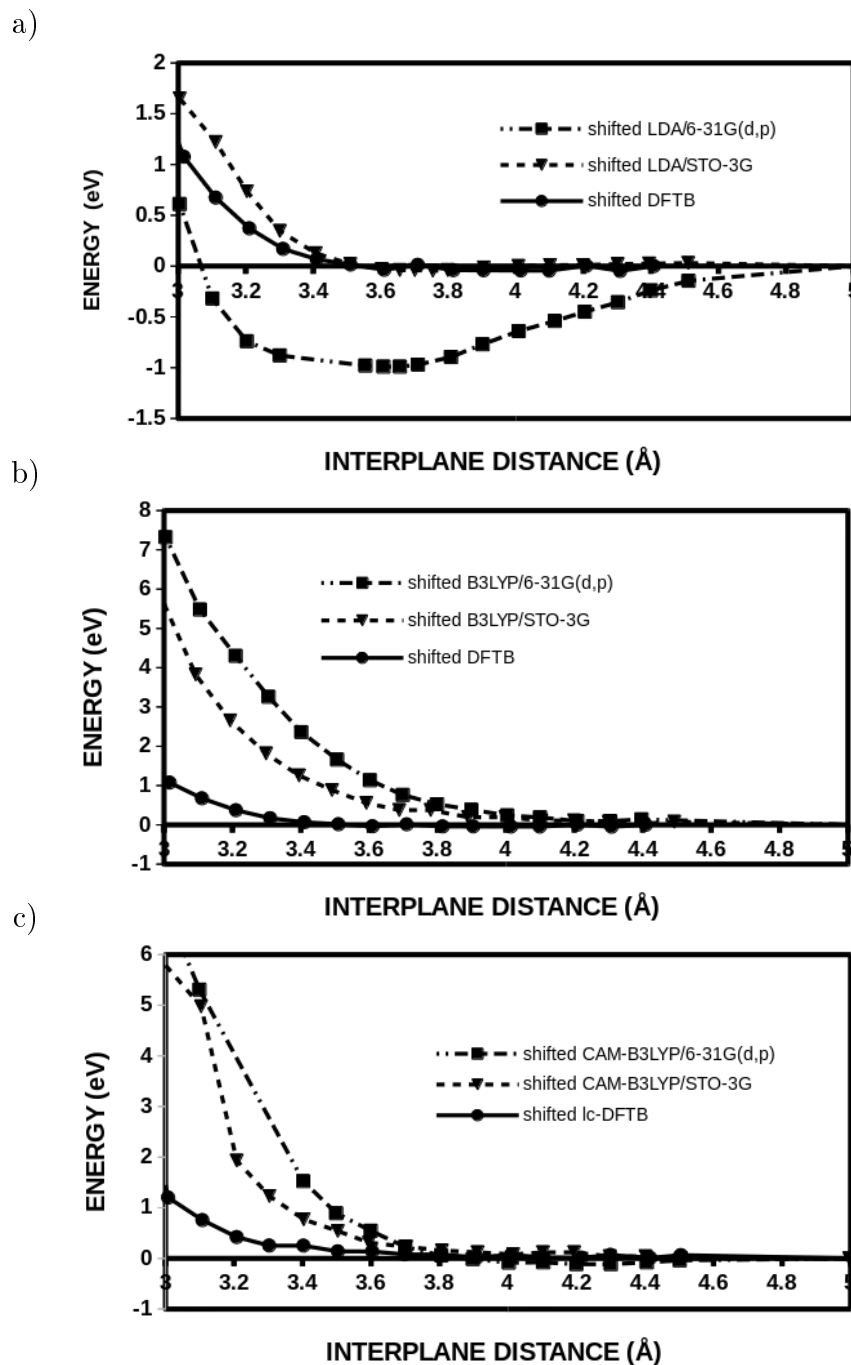 a)
2
1.5
1
0.5
0
-0.5
-1
-1.5
ENERGY (eV)
shifted LDA/6-31G(d,p)
shifted LDA/STO-3G
shifted DFTB
3 3.2 3.4 3.6 3.8 4 4.2 4.4 4.6 4.8 5
INTERPLANE DISTANCE (Å)
b)
8
7
6
5
4
3
2
1
0
-1
ENERGY (eV)
shifted B3LYP/6-31G(d,p)
shifted B3LYP/STO-3G
shifted DFTB
3 3.2 3.4 3.6 3.8 4 4.2 4.4 4.6 4.8 5
INTERPLANE DISTANCE (Å)
c)
6
5
4
3
2
1
0
-1
ENERGY (eV)
shifted CAM-B3LYP/6-31G(d,p)
shifted CAM-B3LYP/STO-3G
shifted lc-DFTB
3 3.2 3.4 3.6 3.8 4 4.2 4.4 4.6 4.8 5
INTERPLANE DISTANCE (Å)